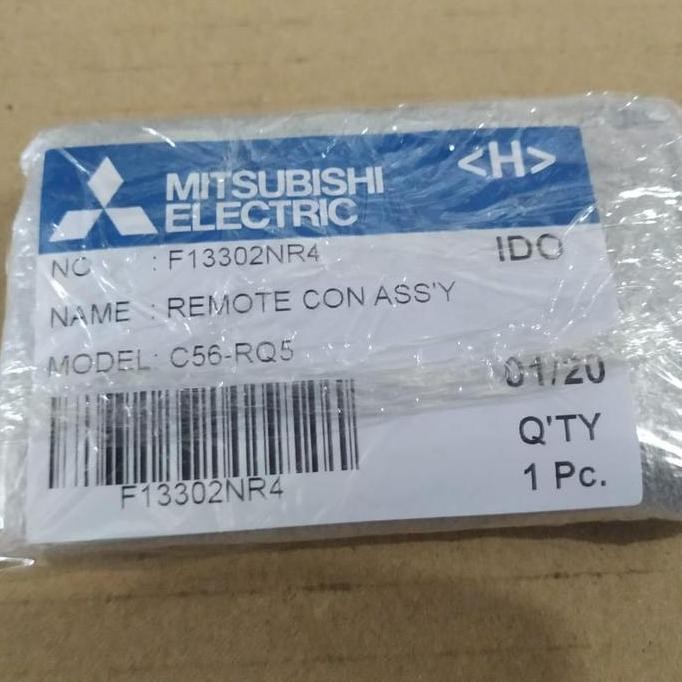 MITSUBISHI
ELECTRIC
<H>
NO : F13302NR4
IDO
NAME : REMOTE CON ASS'Y
MODEL: C56-RQ5
01/20
Q'TY
1 Pc.
F13302NR4